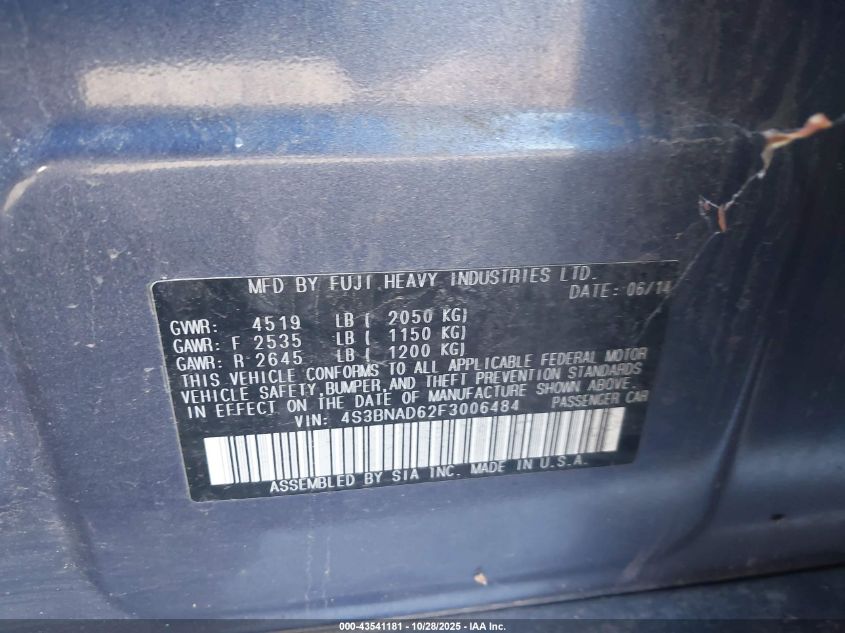 MFD BY FUJI HEAVY INDUSTRIES LTD.
DATE: 06/14
GVWR: 4519 LB ( 2050 KG)
GAWR: F 2535 LB ( 1150 KG)
GAWR: R 2645 LB ( 1200 KG)
THIS VEHICLE CONFORMS TO ALL APPLICABLE FEDERAL MOTOR
VEHICLE SAFETY, BUMPER, AND THEFT PREVENTION STANDARDS
IN EFFECT ON THE DATE OF MANUFACTURE SHOWN ABOVE.
VIN: 4S3BNAD62F3006484 PASSENGER CAR
ASSEMBLED BY SIA INC. MADE IN U.S.A.
000-43541181 | 10/28/2025 - IAA Inc.